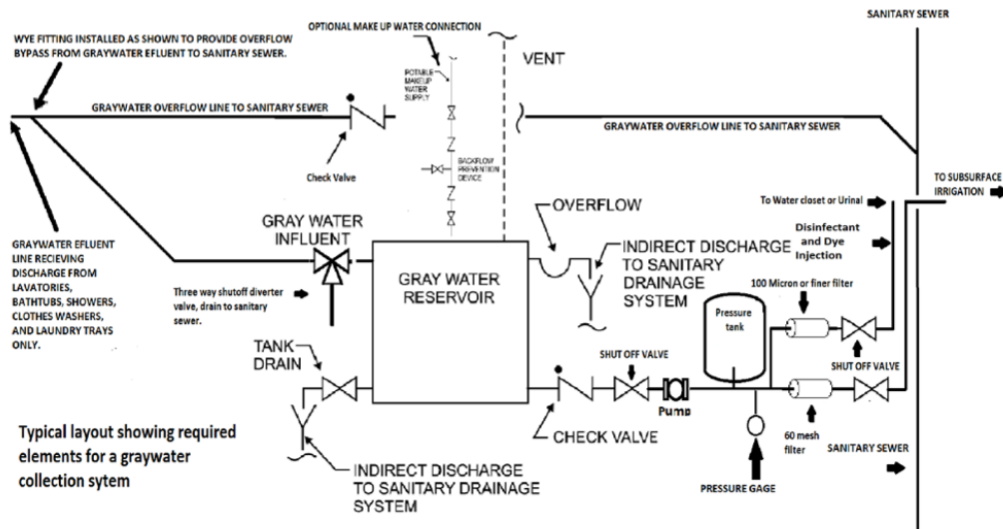 SANITARY SEWER
OPTIONAL MAKE UP WATER CONNECTION
WYE FITTING INSTALLED AS SHOWN TO PROVIDE OVERFLOW
BYPASS FROM GRAYWATER EFLUENT TO SANITARY SEWER.
VENT
POTABLE
MAKEUP
WATER
SUPPLY
GRAYWATER OVERFLOW LINE TO SANITARY SEWER
GRAYWATER OVERFLOW LINE TO SANITARY SEWER
Check Valve
BACKFLOW
PREVENTION
DEVICE
TO SUBSURFACE
IRRIGATION
To Water closet or Urinal
OVERFLOW
GRAY WATER
INFLUENT
Disinfectant
and Dye
Injection
GRAYWATER EFLUENT
LINE RECIEVING
DISCHARGE FROM
LAVATORIES,
BATHTUBS, SHOWERS,
CLOTHES WASHERS,
AND LAUNDRY TRAYS
ONLY.
GRAY WATER
RESERVOIR
INDIRECT DISCHARGE
TO SANITARY
DRAINAGE
SYSTEM
100 Micron or finer filter
Three way shutoff diverter
valve, drain to sanitary
sewer.
Pressure
tank
TANK
DRAIN
SHUT OFF VALVE
SHUT OFF VALVE
Pump
Typical layout showing required
elements for a graywater
collection sytem
CHECK VALVE
60 mesh
filter
SANITARY SEWER
INDIRECT DISCHARGE
TO SANITARY DRAINAGE
SYSTEM
PRESSURE GAGE